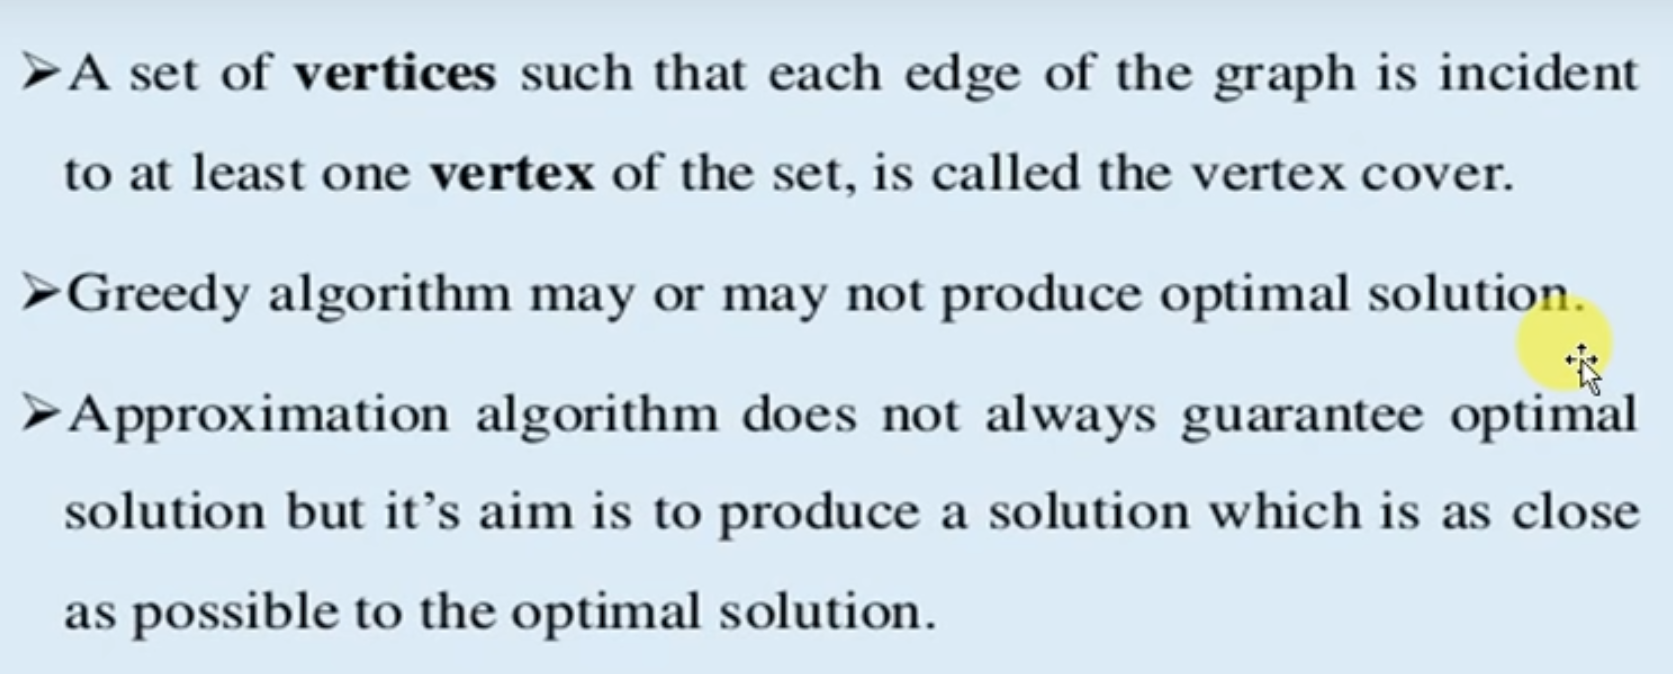 ➢A set of vertices such that each edge of the graph is incident
to at least one vertex of the set, is called the vertex cover.
➢Greedy algorithm may or may not produce optimal solution.
➢Approximation algorithm does not always guarantee optimal
solution but it’s aim is to produce a solution which is as close
as possible to the optimal solution.